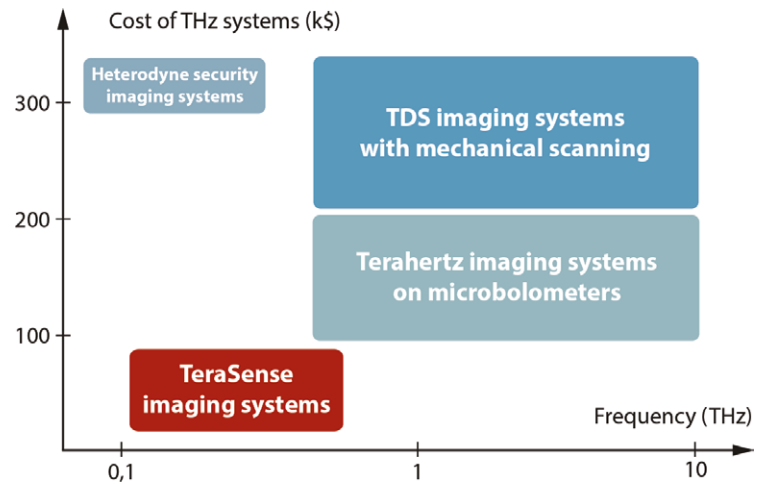 Cost of THz systems (k$)
Heterodyne security
imaging systems
300
TDS imaging systems
with mechanical scanning
200
Terahertz imaging systems
on microbolometers
100
TeraSense
imaging systems
Frequency (THz)
0,1
1
10